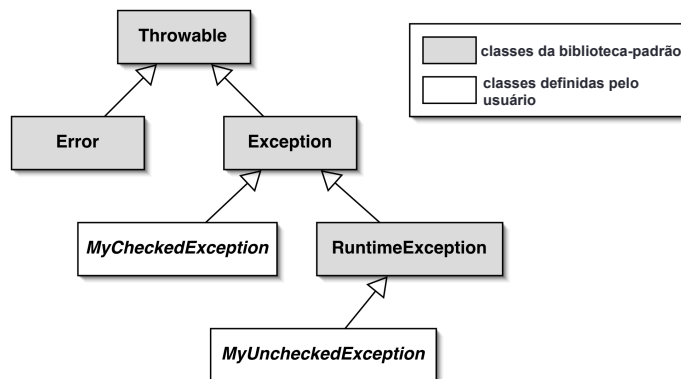 Throwable
classes da biblioteca-padrão
classes definidas pelo
usuário
Error
Exception
MyCheckedException
RuntimeException
MyUncheckedException